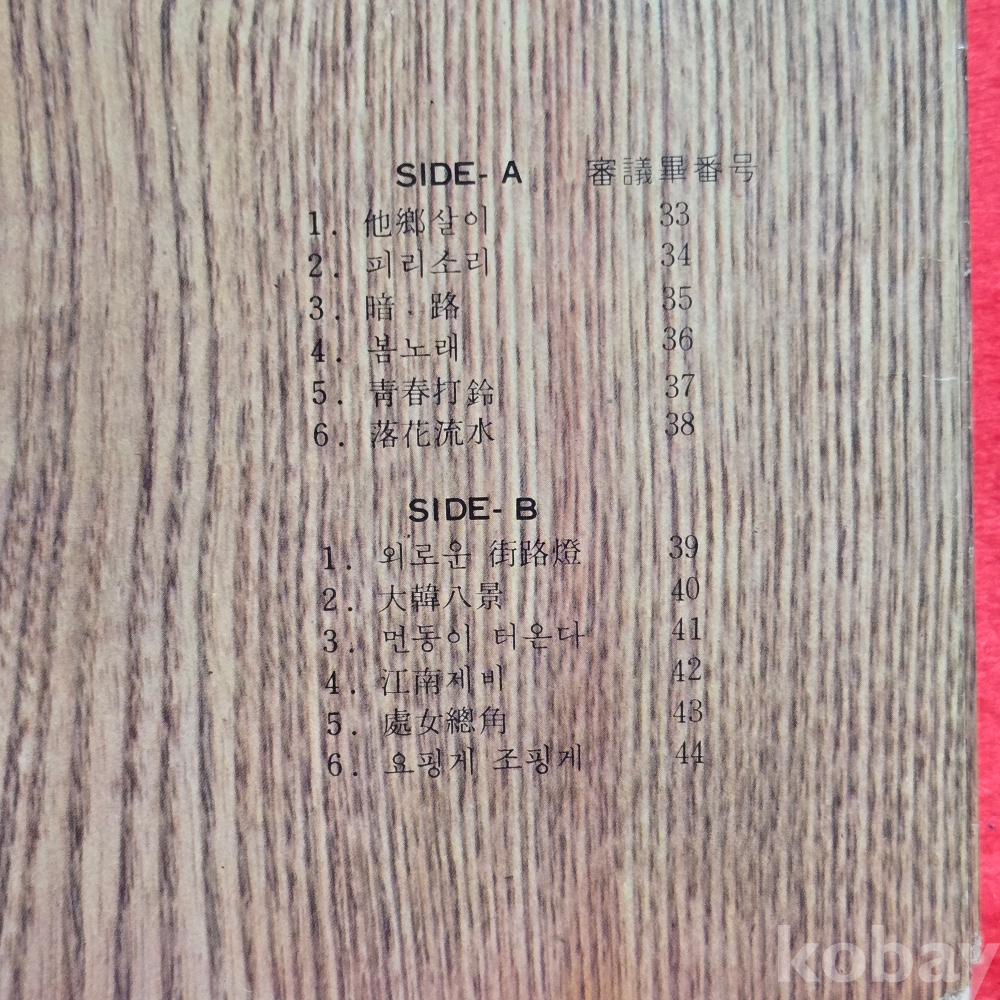 SIDE- A 審議畢番号
1. 他鄕살이 33
2. 피리소리 34
3. 暗路 35
4. 봄노래 36
5. 靑春打鈴 37
6. 落花流水 38
SIDE- B
1. 외로운 街路燈 39
2. 大韓八景 40
3. 먼동이 터온다 41
4. 江南제비 42
5. 處女總角 43
6. 요핑게 조핑게 44
kobay